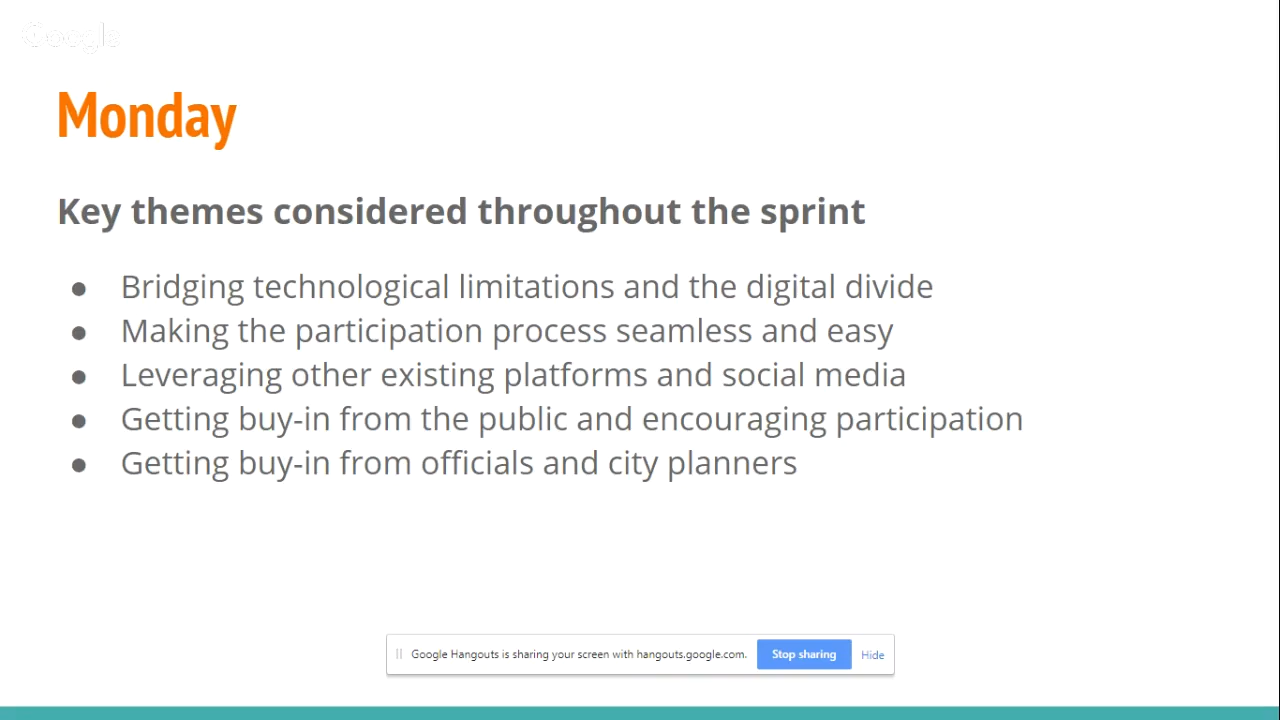 Google
Monday
Key themes considered throughout the sprint
● Bridging technological limitations and the digital divide
● Making the participation process seamless and easy
● Leveraging other existing platforms and social media
● Getting buy-in from the public and encouraging participation
● Getting buy-in from officials and city planners
Google Hangouts is sharing your screen with hangouts.google.com. Stop sharing Hide